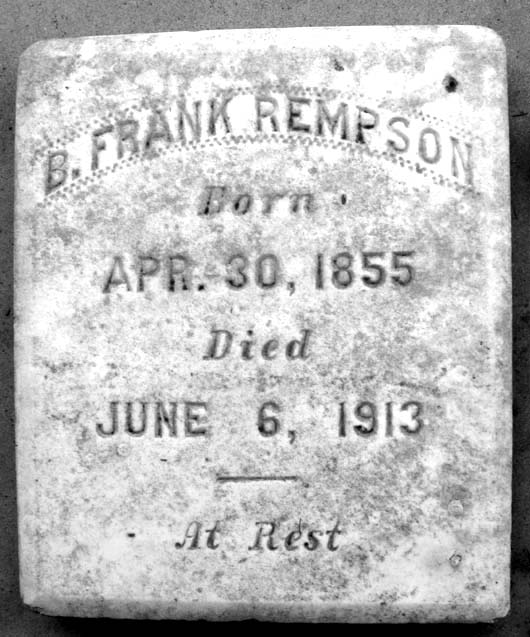 B. FRANK REMPSON
Born
APR. 30, 1855
Died
JUNE 6, 1913
At Rest